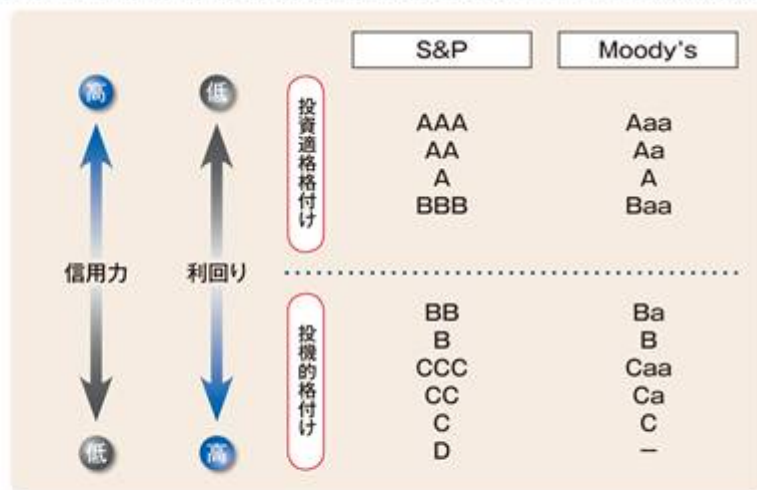 S&P Moody's
高 低
投資適格格付け
AAA Aaa
AA Aa
A A
BBB Baa
信用力 利回り
投機的格付け
BB Ba
B B
CCC Caa
CC Ca
C C
D −
低 高